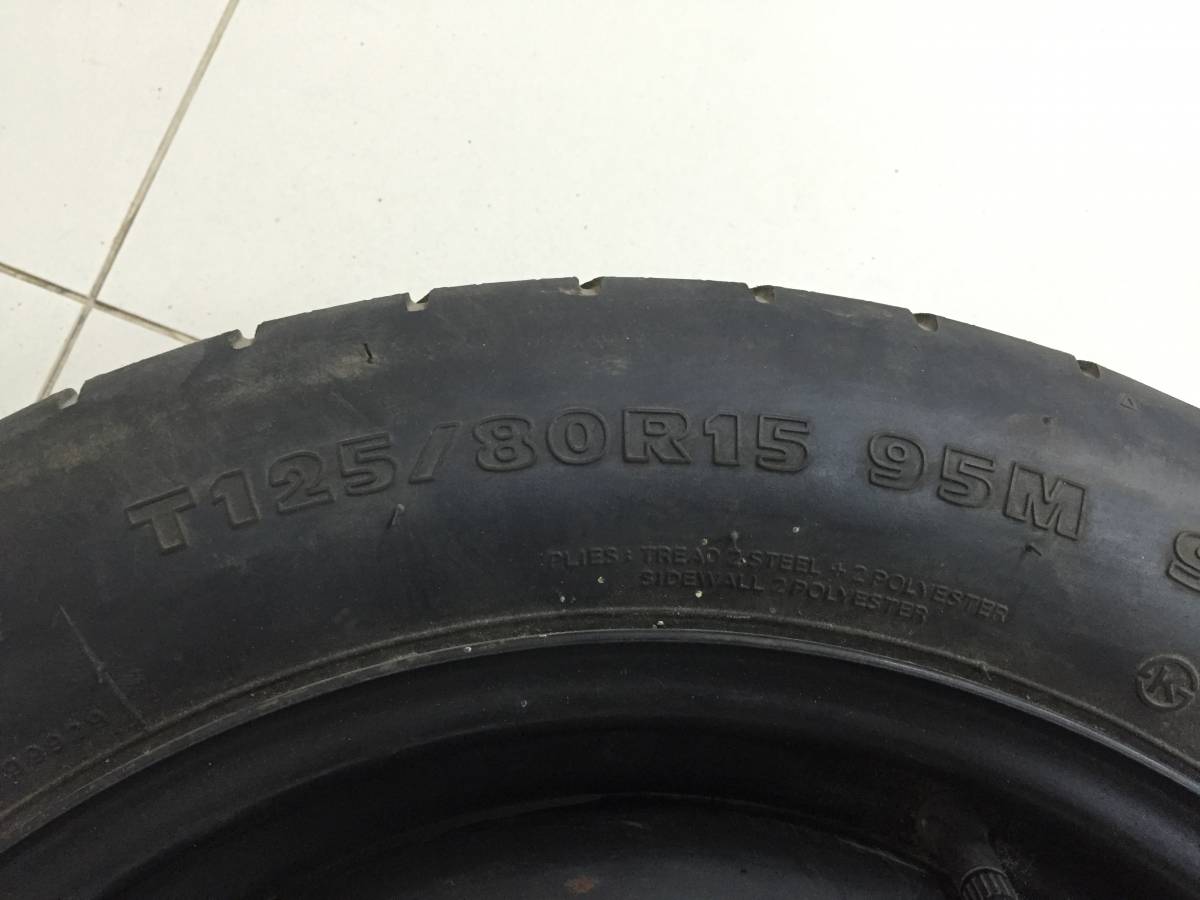 T125/80R15 95M
PLIES : TREAD 2 STEEL + 2 POLYESTER
SIDEWALL 2 POLYESTER
K